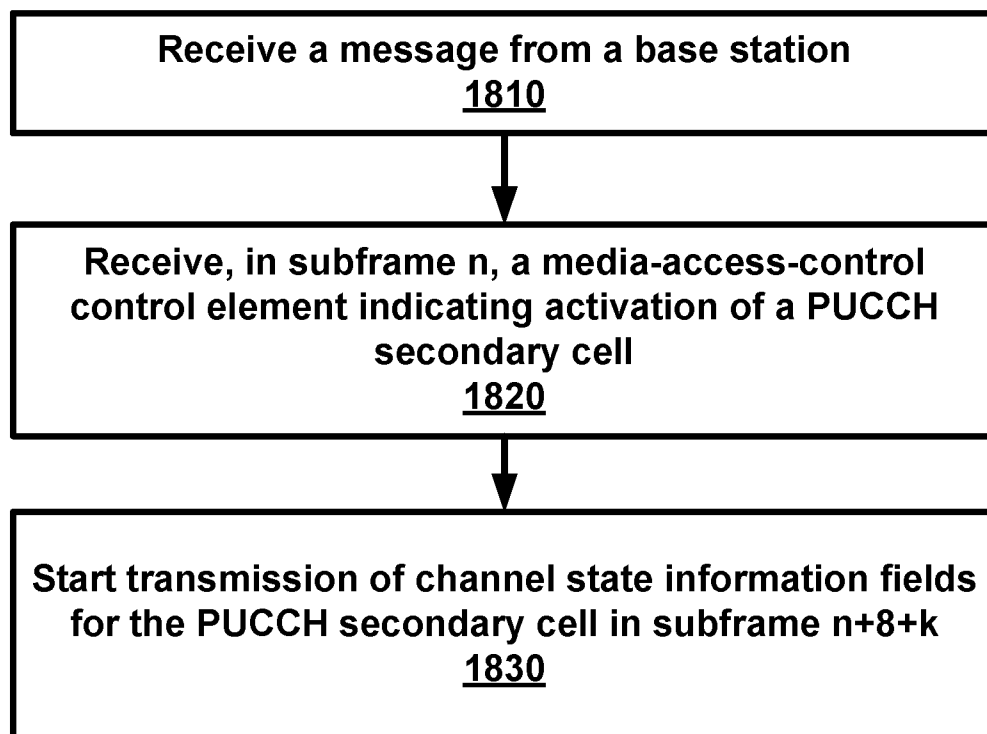 Receive a message from a base station
1810
Receive, in subframe n, a media-access-control
control element indicating activation of a PUCCH
secondary cell
1820
Start transmission of channel state information fields
for the PUCCH secondary cell in subframe n+8+k
1830